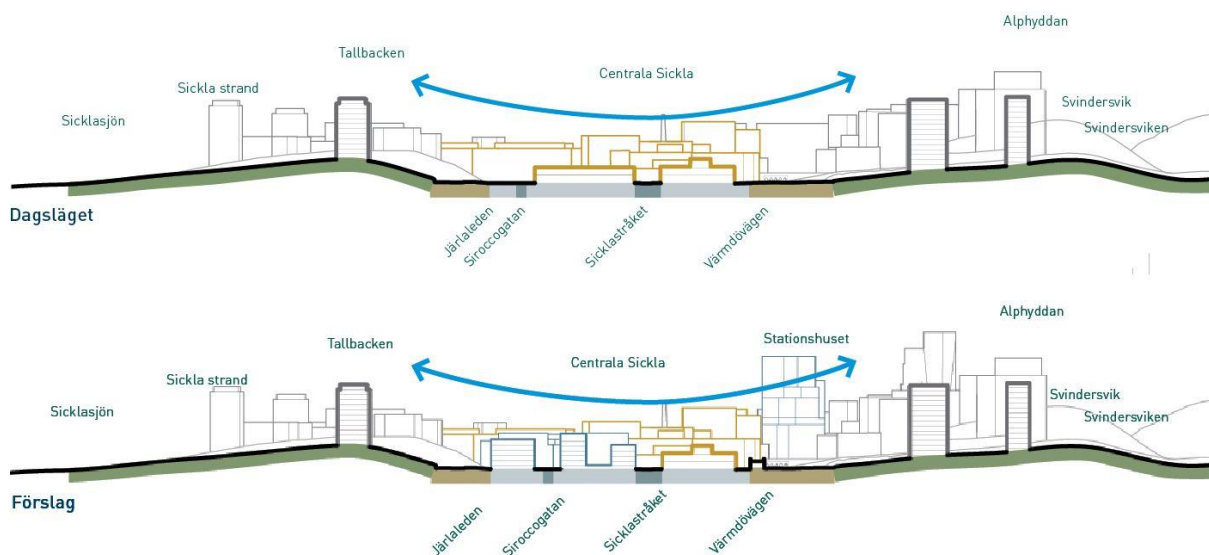 Alphyddan
Tallbacken
Centrala Sickla
Sickla strand
Svindersvik
Sicklasjön
Svindersviken
Dagsläget
Järlaleden
Siroccogatan
Sicklastråket
Värmdövägen
Alphyddan
Stationshuset
Tallbacken
Centrala Sickla
Sickla strand
Svindersvik
Sicklasjön
Svindersviken
Förslag
Järlaleden
Siroccogatan
Sicklastråket
Värmdövägen